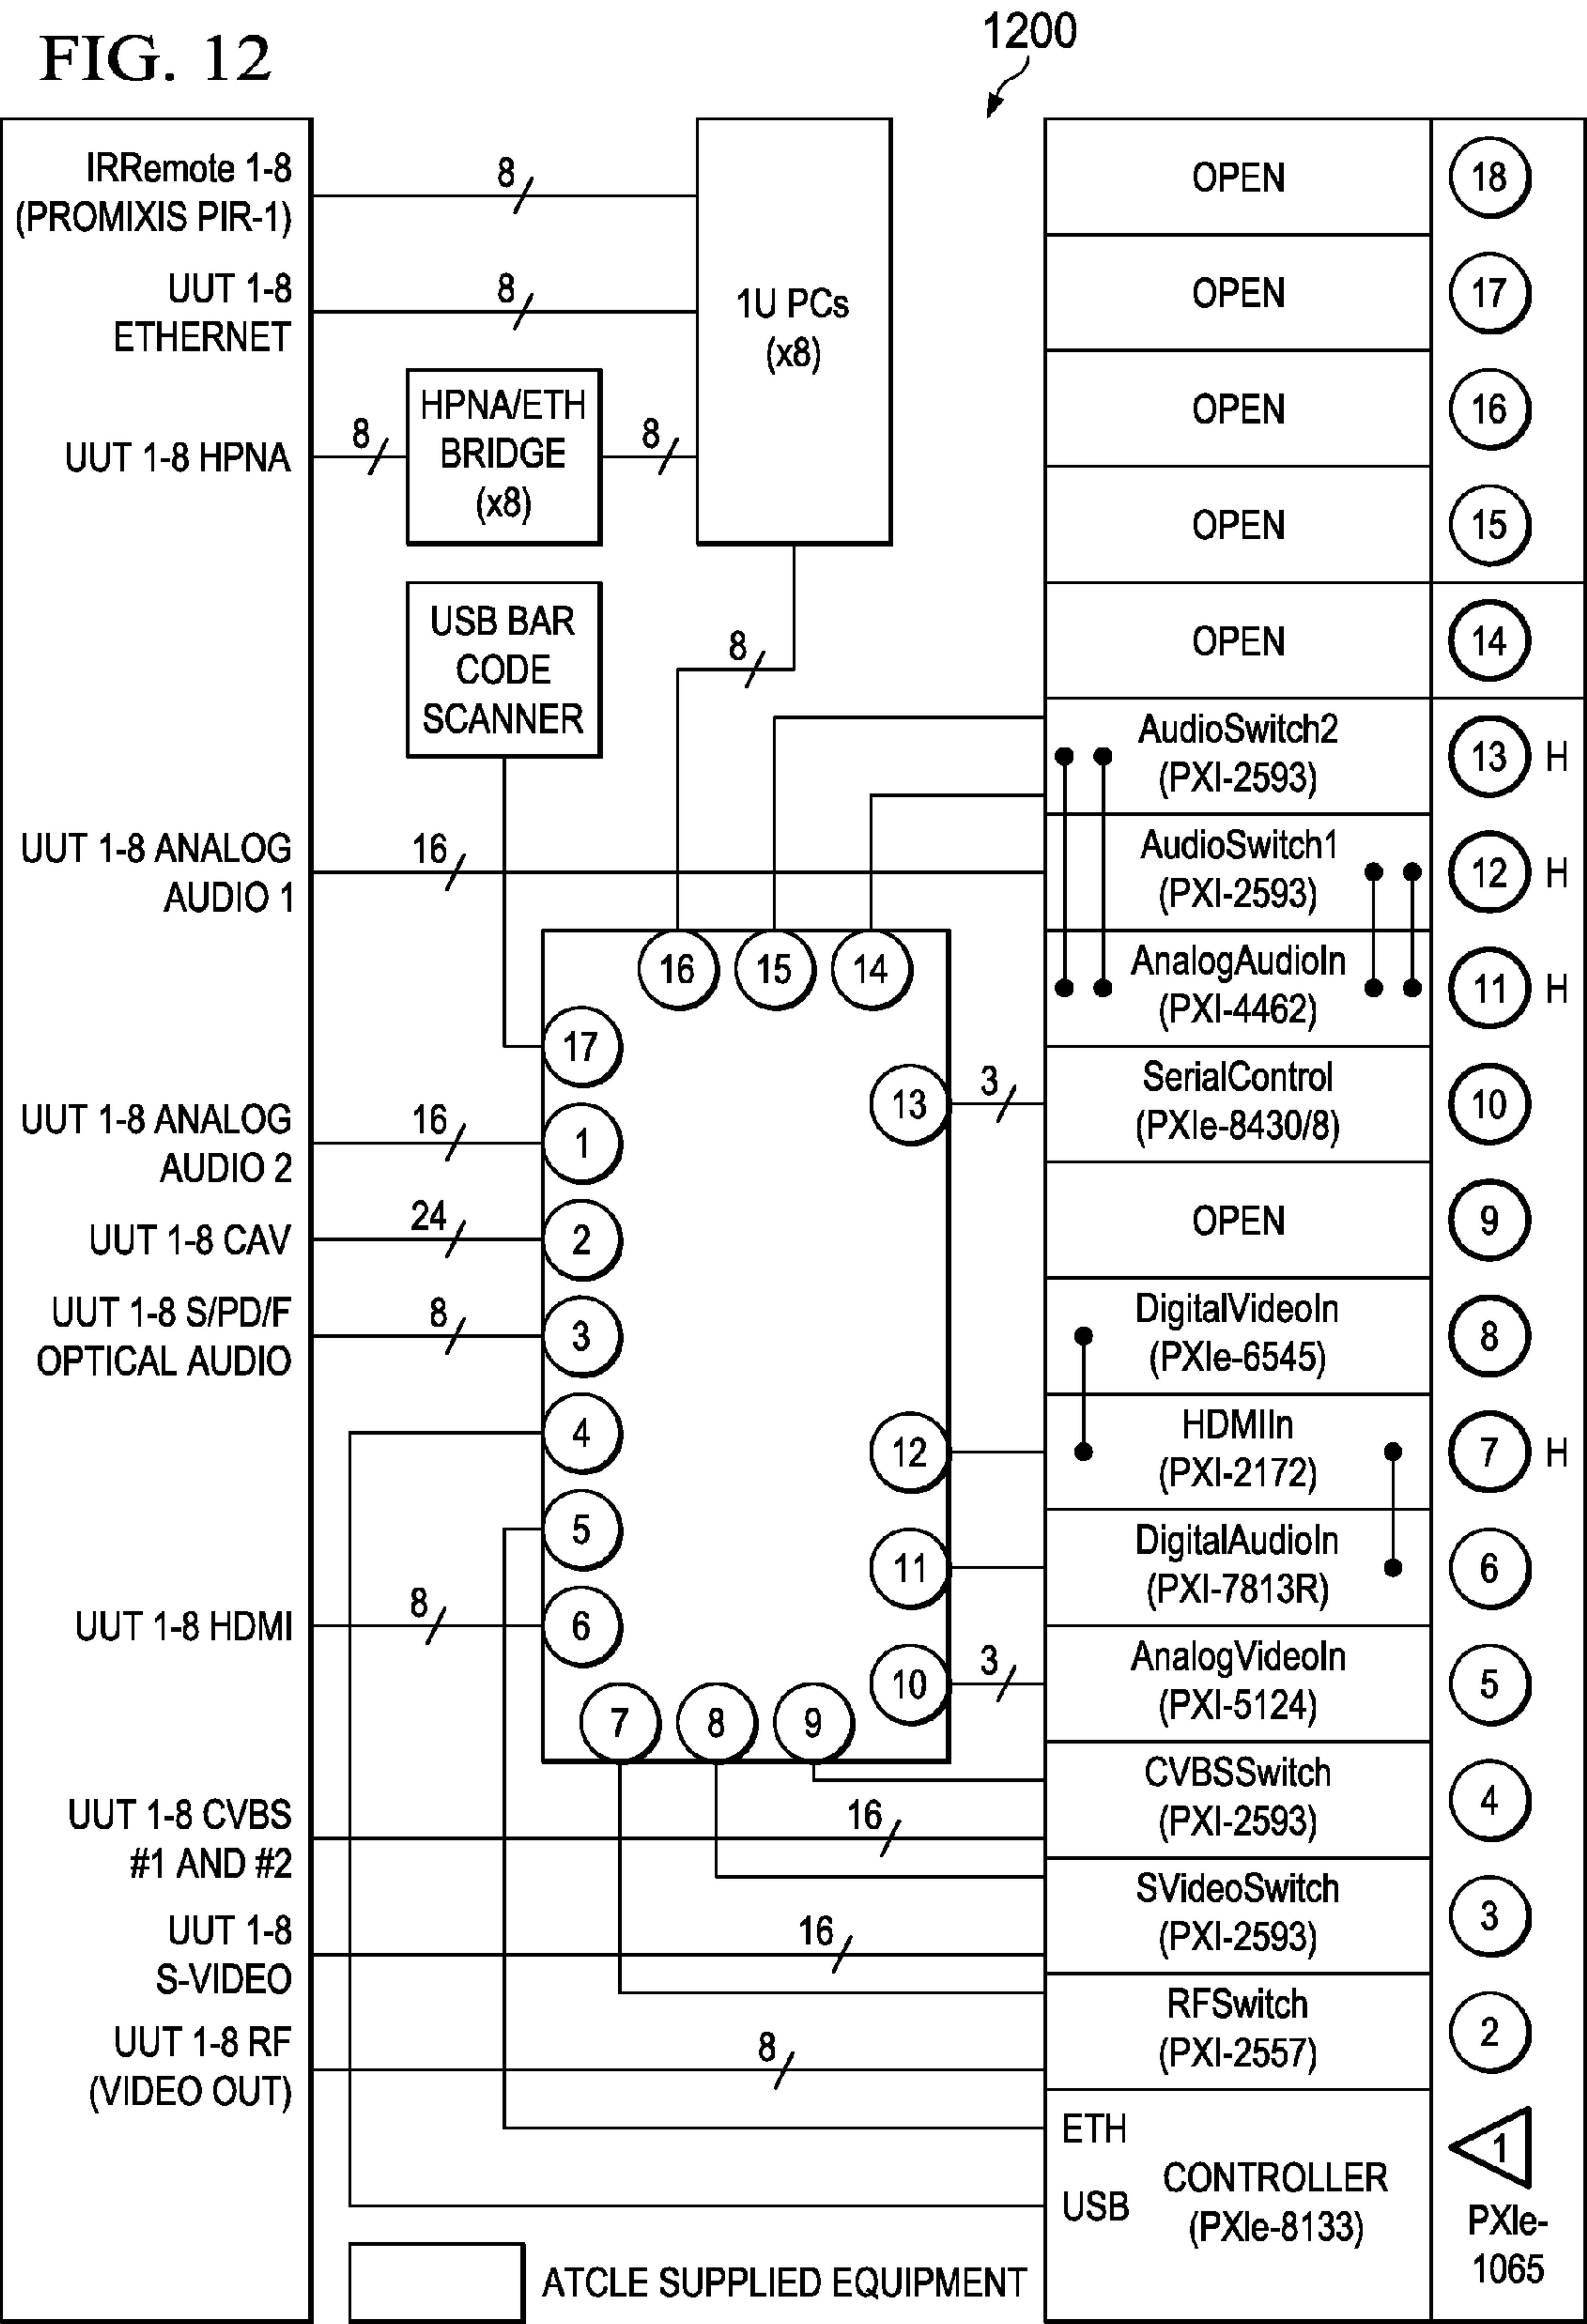 FIG. 12
1200
IRRemote 1-8
(PROMIXIS PIR-1)
8
UUT 1-8
ETHERNET
8
UUT 1-8 HPNA
8
HPNA/ETH
BRIDGE
(x8)
8
1U PCs
(x8)
8
USB BAR
CODE
SCANNER
UUT 1-8 ANALOG
AUDIO 1
16
UUT 1-8 ANALOG
AUDIO 2
16
UUT 1-8 CAV
24
UUT 1-8 S/PD/F
OPTICAL AUDIO
8
UUT 1-8 HDMI
8
UUT 1-8 CVBS
#1 AND #2
16
UUT 1-8
S-VIDEO
16
UUT 1-8 RF
(VIDEO OUT)
8
16
15
14
17
1
2
3
4
5
6
7
8
9
10
11
12
13
3
3
OPEN
18
OPEN
17
OPEN
16
OPEN
15
OPEN
14
AudioSwitch2
(PXI-2593)
13 H
AudioSwitch1
(PXI-2593)
12 H
AnalogAudioIn
(PXI-4462)
11 H
SerialControl
(PXIe-8430/8)
10
OPEN
9
DigitalVideoIn
(PXIe-6545)
8
HDMIIn
(PXI-2172)
7 H
DigitalAudioIn
(PXI-7813R)
6
AnalogVideoIn
(PXI-5124)
5
CVBSSwitch
(PXI-2593)
4
SVideoSwitch
(PXI-2593)
3
RFSwitch
(PXI-2557)
2
ETH
USB
CONTROLLER
(PXIe-8133)
1
PXIe-
1065
ATCLE SUPPLIED EQUIPMENT